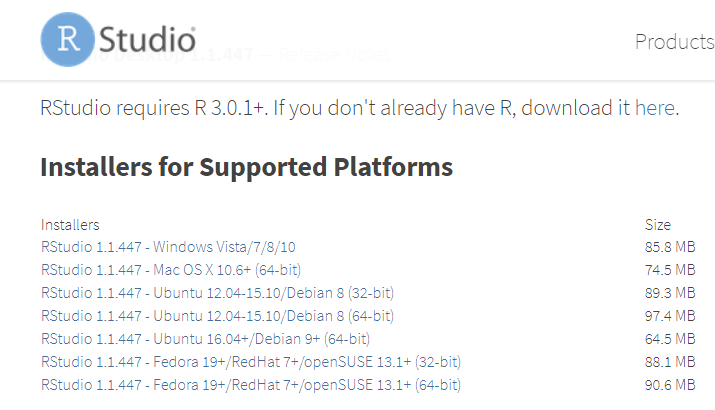 R Studio®
Products
Desktop 1.1.447 — Release Notes
RStudio requires R 3.0.1+. If you don't already have R, download it here.
Installers for Supported Platforms
Installers Size
RStudio 1.1.447 - Windows Vista/7/8/10 85.8 MB
RStudio 1.1.447 - Mac OS X 10.6+ (64-bit) 74.5 MB
RStudio 1.1.447 - Ubuntu 12.04-15.10/Debian 8 (32-bit) 89.3 MB
RStudio 1.1.447 - Ubuntu 12.04-15.10/Debian 8 (64-bit) 97.4 MB
RStudio 1.1.447 - Ubuntu 16.04+/Debian 9+ (64-bit) 64.5 MB
RStudio 1.1.447 - Fedora 19+/RedHat 7+/openSUSE 13.1+ (32-bit) 88.1 MB
RStudio 1.1.447 - Fedora 19+/RedHat 7+/openSUSE 13.1+ (64-bit) 90.6 MB